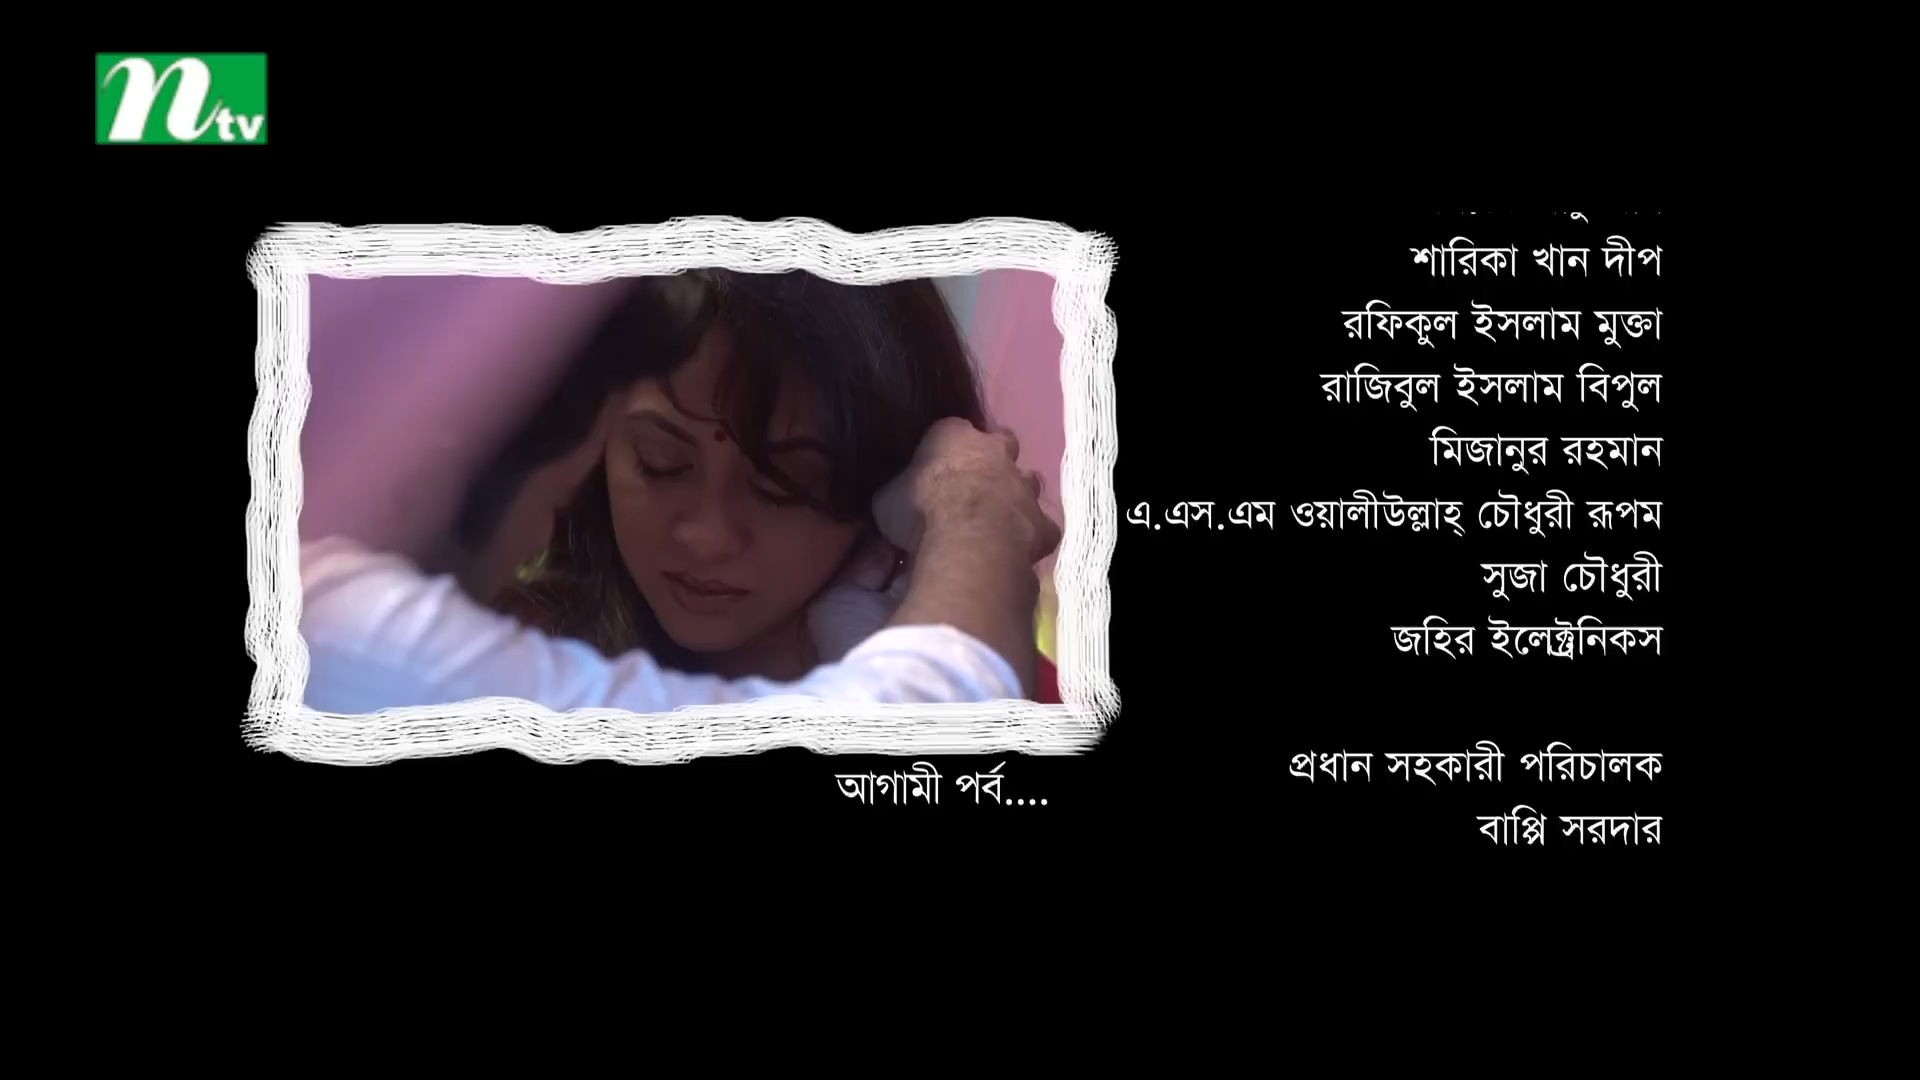 ntv
শারিকা খান দীপ
রফিকুল ইসলাম মুক্তা
রাজিবুল ইসলাম বিপুল
মিজানুর রহমান
এ.এস.এম ওয়ালীউল্লাহ্ চৌধুরী রূপম
সুজা চৌধুরী
জহির ইলেক্ট্রনিকস
প্রধান সহকারী পরিচালক
বাপ্পি সরদার
আগামী পর্ব....